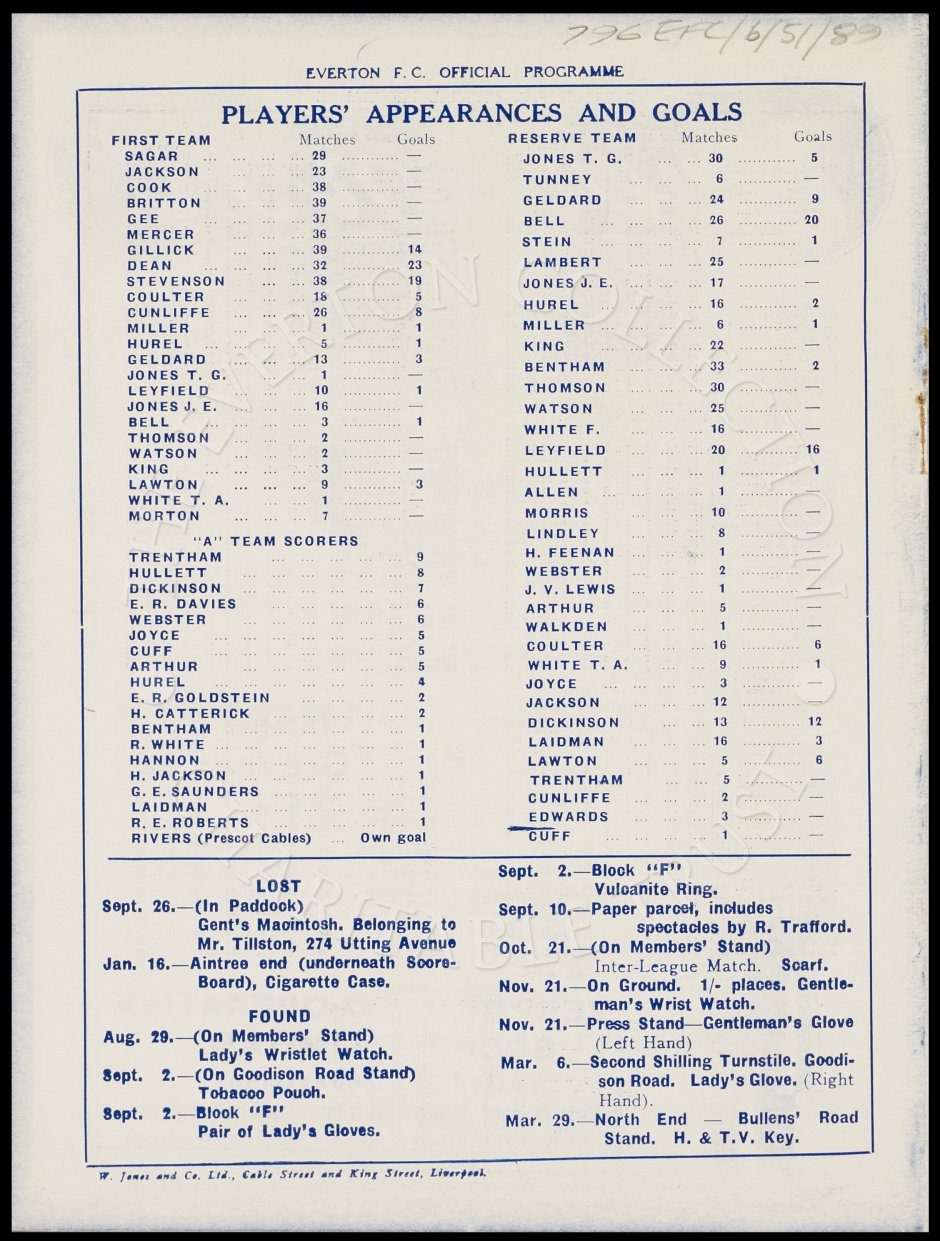 796 EFC/6/51/89
EVERTON F.C. OFFICIAL PROGRAMME
PLAYERS' APPEARANCES AND GOALS
FIRST TEAM Matches Goals
SAGAR ... ... ... ... 29 ............ —
JACKSON ... ... ... 23 ............ —
COOK ... ... ... ... 38 ............ —
BRITTON ... ... ... 39 ............ —
GEE ... ... ... ... 37 ............ —
MERCER ... ... ... 36 ............ —
GILLICK ... ... ... 39 ............ 14
DEAN ... ... ... ... 32 ............ 23
STEVENSON ... ... 38 ............ 19
COULTER ... ... ... 18 ............ 5
CUNLIFFE ... ... ... 26 ............ 8
MILLER ... ... ... 1 ............ 1
HUREL ... ... ... 5 ............ 1
GELDARD ... ... ... 13 ............ 3
JONES T. G. ... ... 1 ............ —
LEYFIELD ... ... ... 10 ............ 1
JONES J. E. ... ... 16 ............ —
BELL ... ... ... ... 3 ............ 1
THOMSON ... ... ... 2 ............ —
WATSON ... ... ... 2 ............ —
KING ... ... ... ... 3 ............ —
LAWTON ... ... ... 9 ............ 3
WHITE T. A. ... ... 1 ............ —
MORTON ... ... ... 7 ............ —
"A" TEAM SCORERS
TRENTHAM ... ... ... ... 9
HULLETT ... ... ... ... 8
DICKINSON ... ... ... ... 7
E. R. DAVIES ... ... ... ... 6
WEBSTER ... ... ... ... 6
JOYCE ... ... ... ... ... 5
CUFF ... ... ... ... ... 5
ARTHUR ... ... ... ... 5
HUREL ... ... ... ... ... 4
E. R. GOLDSTEIN ... ... ... 2
H. CATTERICK ... ... ... ... 2
BENTHAM ... ... ... ... 1
R. WHITE ... ... ... ... ... 1
HANNON ... ... ... ... ... 1
H. JACKSON ... ... ... ... 1
G. E. SAUNDERS ... ... ... 1
LAIDMAN ... ... ... ... 1
R. E. ROBERTS ... ... ... ... 1
RIVERS (Prescot Cables) ... Own goal
RESERVE TEAM Matches Goals
JONES T. G. ... ... 30 ............ 5
TUNNEY ... ... ... 6 ............ —
GELDARD ... ... ... 24 ............ 9
BELL ... ... ... ... 26 ............ 20
STEIN ... ... ... 7 ............ 1
LAMBERT ... ... ... 25 ............ —
JONES J. E. ... ... ... 17 ............ —
HUREL ... ... ... 16 ............ 2
MILLER ... ... ... 6 ............ 1
KING ... ... ... ... 22 ............ —
BENTHAM ... ... ... 33 ............ 2
THOMSON ... ... ... 30 ............ —
WATSON ... ... ... 25 ............ —
WHITE F. ... ... ... 16 ............ —
LEYFIELD ... ... ... 20 ............ 16
HULLETT ... ... ... 1 ............ 1
ALLEN ... ... ... 1 ............ —
MORRIS ... ... ... 10 ............ —
LINDLEY ... ... ... 8 ............ —
H. FEENAN ... ... ... 1 ............ —
WEBSTER ... ... ... 2 ............ —
J. V. LEWIS ... ... ... 1 ............ —
ARTHUR ... ... ... 5 ............ —
WALKDEN ... ... ... 1 ............ —
COULTER ... ... ... 16 ............ 6
WHITE T. A. ... ... ... 9 ............ 1
JOYCE ... ... ... ... 3 ............ —
JACKSON ... ... ... 12 ............ —
DICKINSON ... ... 13 ............ 12
LAIDMAN ... ... ... 16 ............ 3
LAWTON ... ... ... 5 ............ 6
TRENTHAM ... ... 5 ............ —
CUNLIFFE ... ... ... 2 ............ —
EDWARDS ... ... ... 3 ............ —
CUFF ... ... ... ... 1 ............ —
LOST
Sept. 26.—(In Paddock)
Gent's Macintosh. Belonging to
Mr. Tillston, 274 Utting Avenue
Jan. 16.—Aintree end (underneath Score-
Board), Cigarette Case.
FOUND
Aug. 29.—(On Members' Stand)
Lady's Wristlet Watch.
Sept. 2.—(On Goodison Road Stand)
Tobacco Pouch.
Sept. 2.—Block "F"
Pair of Lady's Gloves.
Sept. 2.—Block "F"
Vulcanite Ring.
Sept. 10.—Paper parcel, includes
spectacles by R. Trafford.
Oct. 21.—(On Members' Stand)
Inter-League Match. Scarf.
Nov. 21.—On Ground. 1/- places. Gentle-
man's Wrist Watch.
Nov. 21.—Press Stand—Gentleman's Glove
(Left Hand)
Mar. 6.—Second Shilling Turnstile. Goodi-
son Road. Lady's Glove. (Right
Hand).
Mar. 29.—North End — Bullens' Road
Stand. H. & T.V. Key.
W. Jones and Co. Ltd., Cable Street and King Street, Liverpool.
THE EVERTON COLLECTION
CHARITABLE TRUST